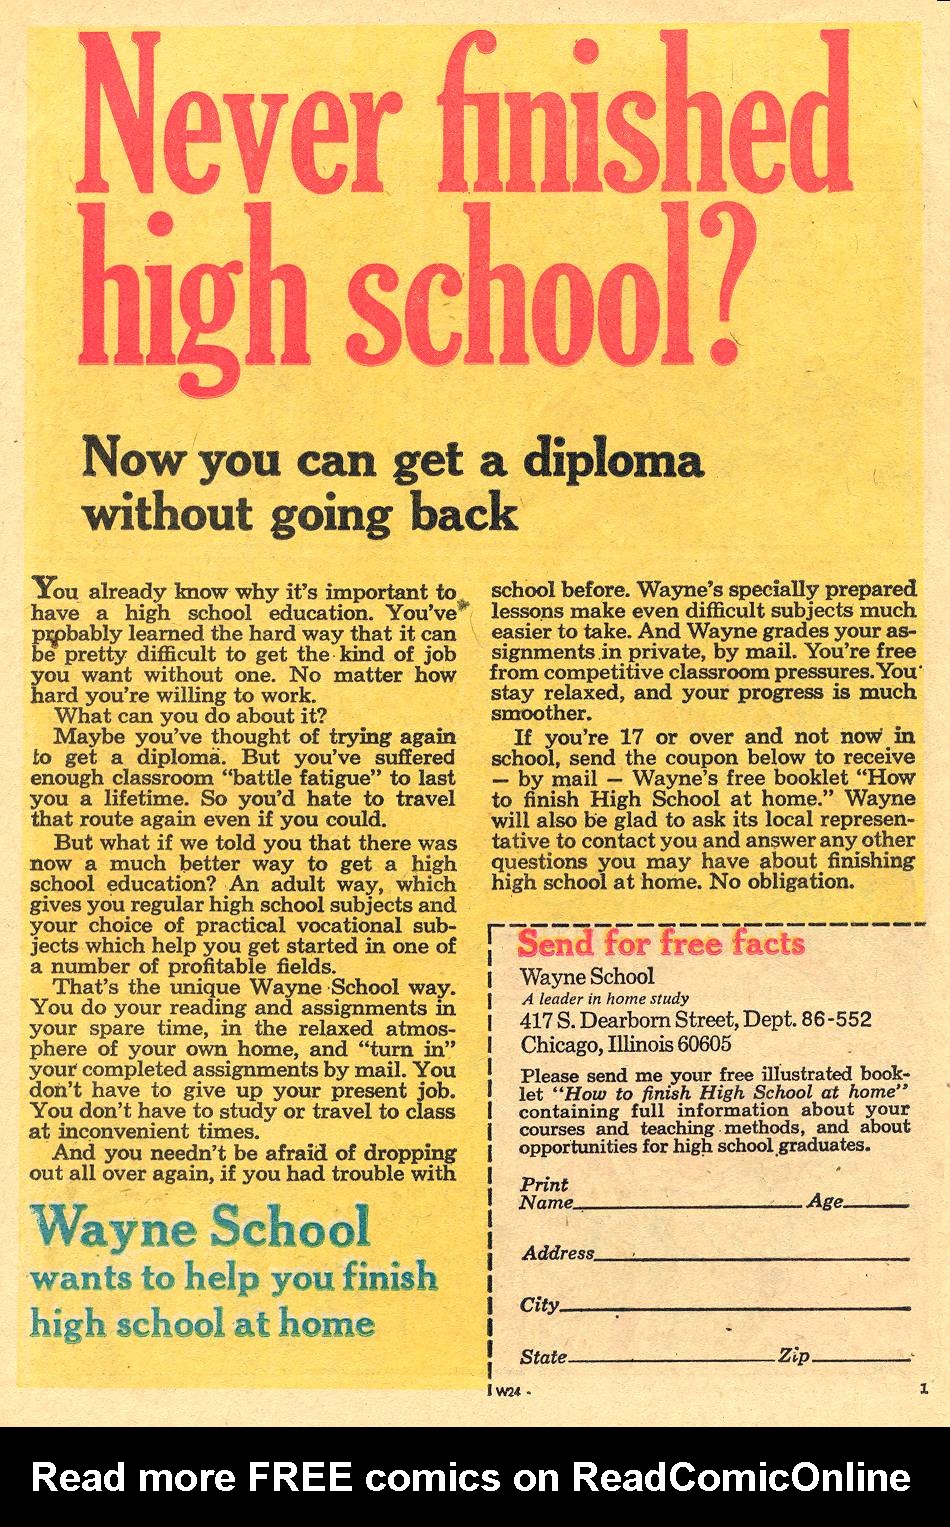 Never finished
high school?
Now you can get a diploma
without going back
You already know why it's important to
have a high school education. You've
probably learned the hard way that it can
be pretty difficult to get the kind of job
you want without one. No matter how
hard you're willing to work.
What can you do about it?
Maybe you've thought of trying again
to get a diploma. But you've suffered
enough classroom “battle fatigue” to last
you a lifetime. So you'd hate to travel
that route again even if you could.
But what if we told you that there was
now a much better way to get a high
school education? An adult way, which
gives you regular high school subjects and
your choice of practical vocational sub-
jects which help you get started in one of
a number of profitable fields.
That's the unique Wayne School way.
You do your reading and assignments in
your spare time, in the relaxed atmos-
phere of your own home, and “turn in”
your completed assignments by mail. You
don't have to give up your present job.
You don't have to study or travel to class
at inconvenient times.
And you needn't be afraid of dropping
out all over again, if you had trouble with
school before. Wayne's specially prepared
lessons make even difficult subjects much
easier to take. And Wayne grades your as-
signments in private, by mail. You're free
from competitive classroom pressures. You
stay relaxed, and your progress is much
smoother.
If you're 17 or over and not now in
school, send the coupon below to receive
— by mail — Wayne's free booklet “How
to finish High School at home.” Wayne
will also be glad to ask its local represen-
tative to contact you and answer any other
questions you may have about finishing
high school at home. No obligation.
Wayne School
wants to help you finish
high school at home
Send for free facts
Wayne School
A leader in home study
417 S. Dearborn Street, Dept. 86-552
Chicago, Illinois 60605
Please send me your free illustrated book-
let “How to finish High School at home”
containing full information about your
courses and teaching methods, and about
opportunities for high school graduates.
Print
Name Age
Address
City
State Zip
W24 -
1
Read more FREE comics on ReadComicOnline